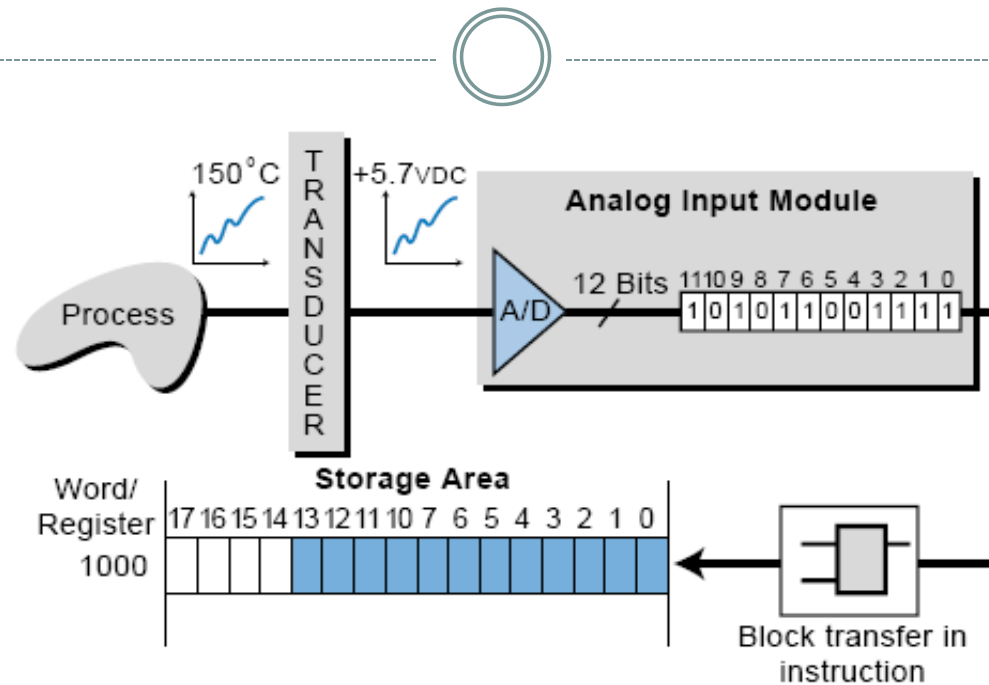 150°C
TRANSDUCER
+5.7VDC
Analog Input Module
Process
A/D
12 Bits
11 10 9 8 7 6 5 4 3 2 1 0
1 0 1 0 1 1 0 0 1 1 1 1
Storage Area
Word/
Register
17 16 15 14 13 12 11 10 7 6 5 4 3 2 1 0
1000
Block transfer in
instruction